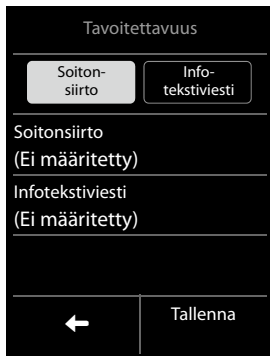 Tavoitettavuus
Soiton-
siirto
Info-
tekstiviesti
Soitonsiirto
(Ei määritetty)
Infotekstiviesti
(Ei määritetty)
Tallenna